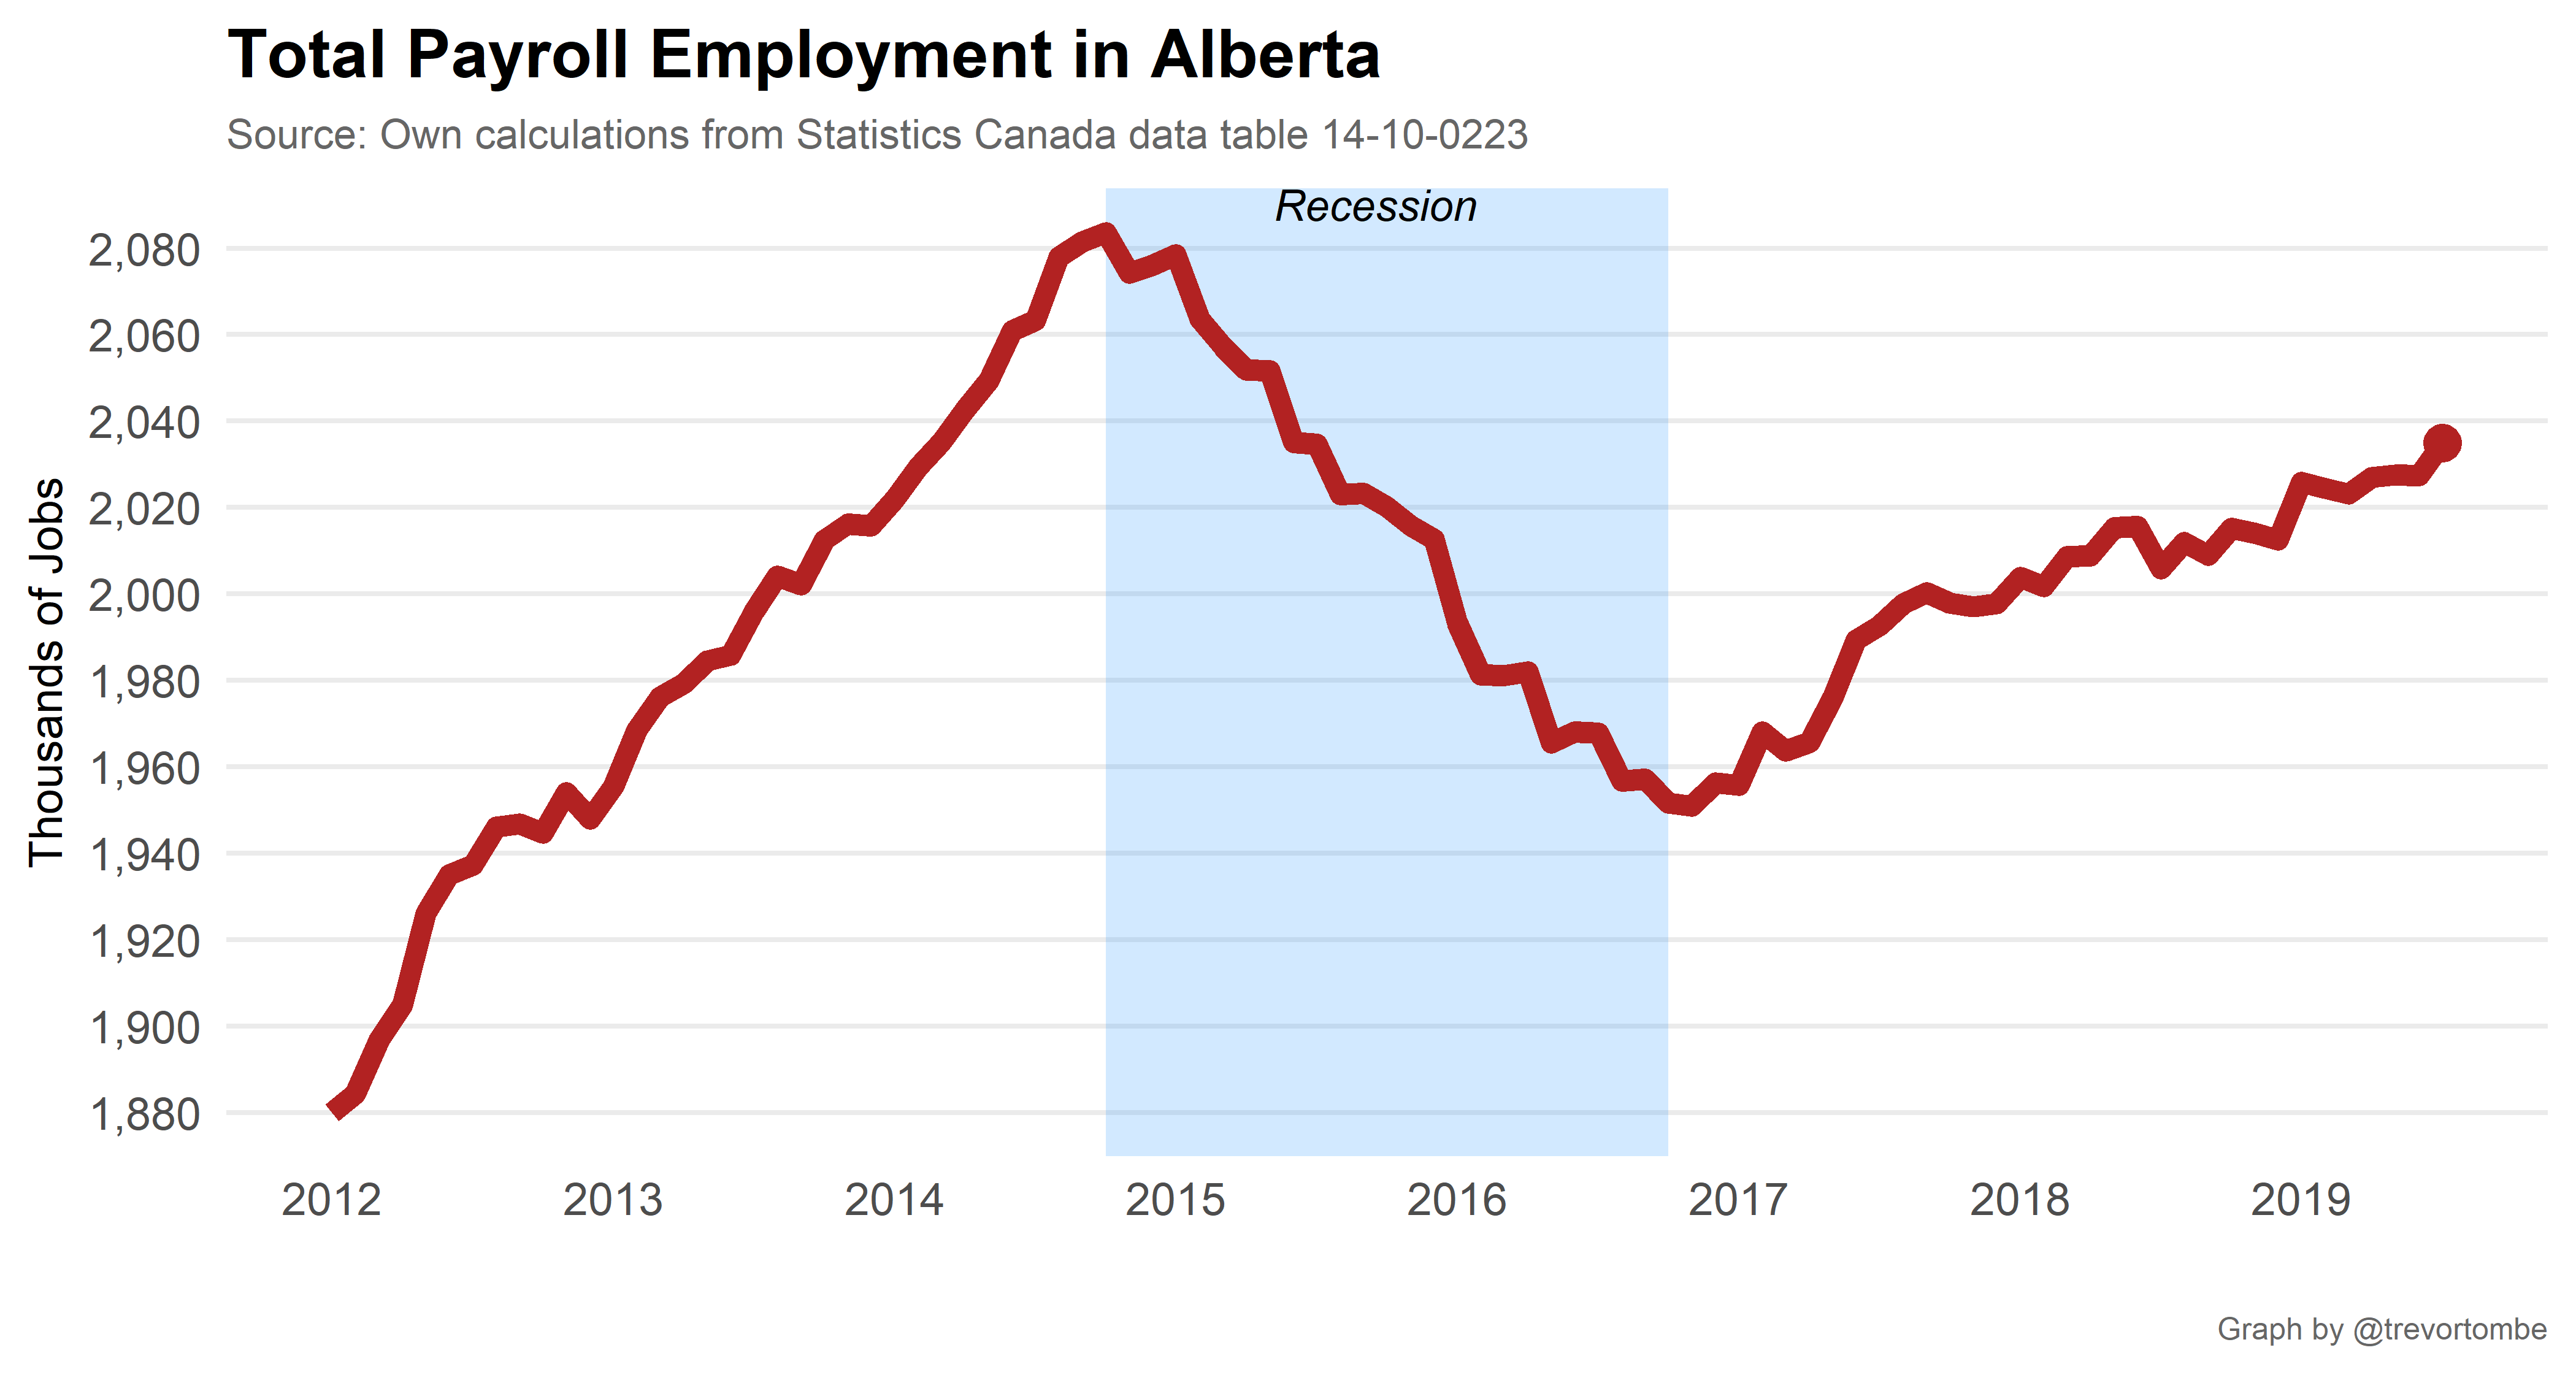 Total Payroll Employment in Alberta
Source: Own calculations from Statistics Canada data table 14-10-0223
Recession
Thousands of Jobs
2,080
2,060
2,040
2,020
2,000
1,980
1,960
1,940
1,920
1,900
1,880
2012 2013 2014 2015 2016 2017 2018 2019
Graph by @trevortombe